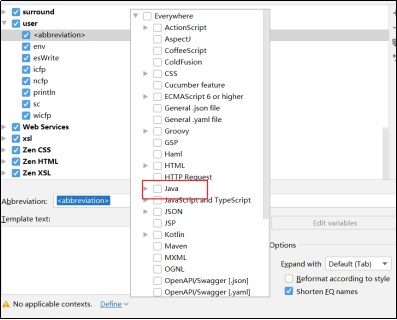 surround
user
<abbreviation>
env
esWrite
icfp
ncfp
println
sc
wicfp
Web Services
xsl
Zen CSS
Zen HTML
Zen XSL
Everywhere
ActionScript
AspectJ
CoffeeScript
ColdFusion
CSS
Cucumber feature
ECMAScript 6 or higher
General .json file
General .yaml file
Groovy
GSP
Haml
HTML
HTTP Request
Java
JavaScript and TypeScript
JSON
JSP
Kotlin
Maven
MXML
OGNL
OpenAPI/Swagger [.json]
OpenAPI/Swagger [.yaml]
Abbreviation: <abbreviation>
Template text:
Edit variables
Options
Expand with Default (Tab)
Reformat according to style
Shorten FQ names
No applicable contexts. Define